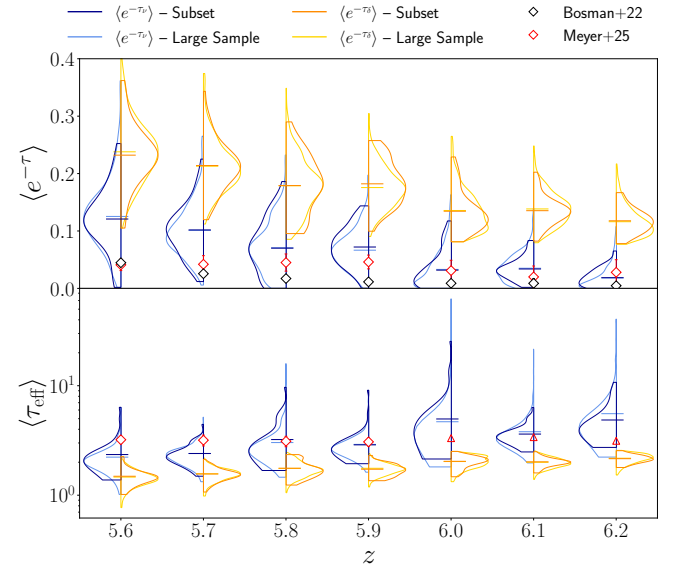 ⟨e^{-τ_ν}⟩ – Subset ⟨e^{-τ_δ}⟩ – Subset Bosman+22
⟨e^{-τ_ν}⟩ – Large Sample ⟨e^{-τ_δ}⟩ – Large Sample Meyer+25
0.4
0.3
0.2
0.1
0.0
⟨e^{-τ}⟩
10^1
10^0
⟨τ_eff⟩
5.6 5.7 5.8 5.9 6.0 6.1 6.2
z